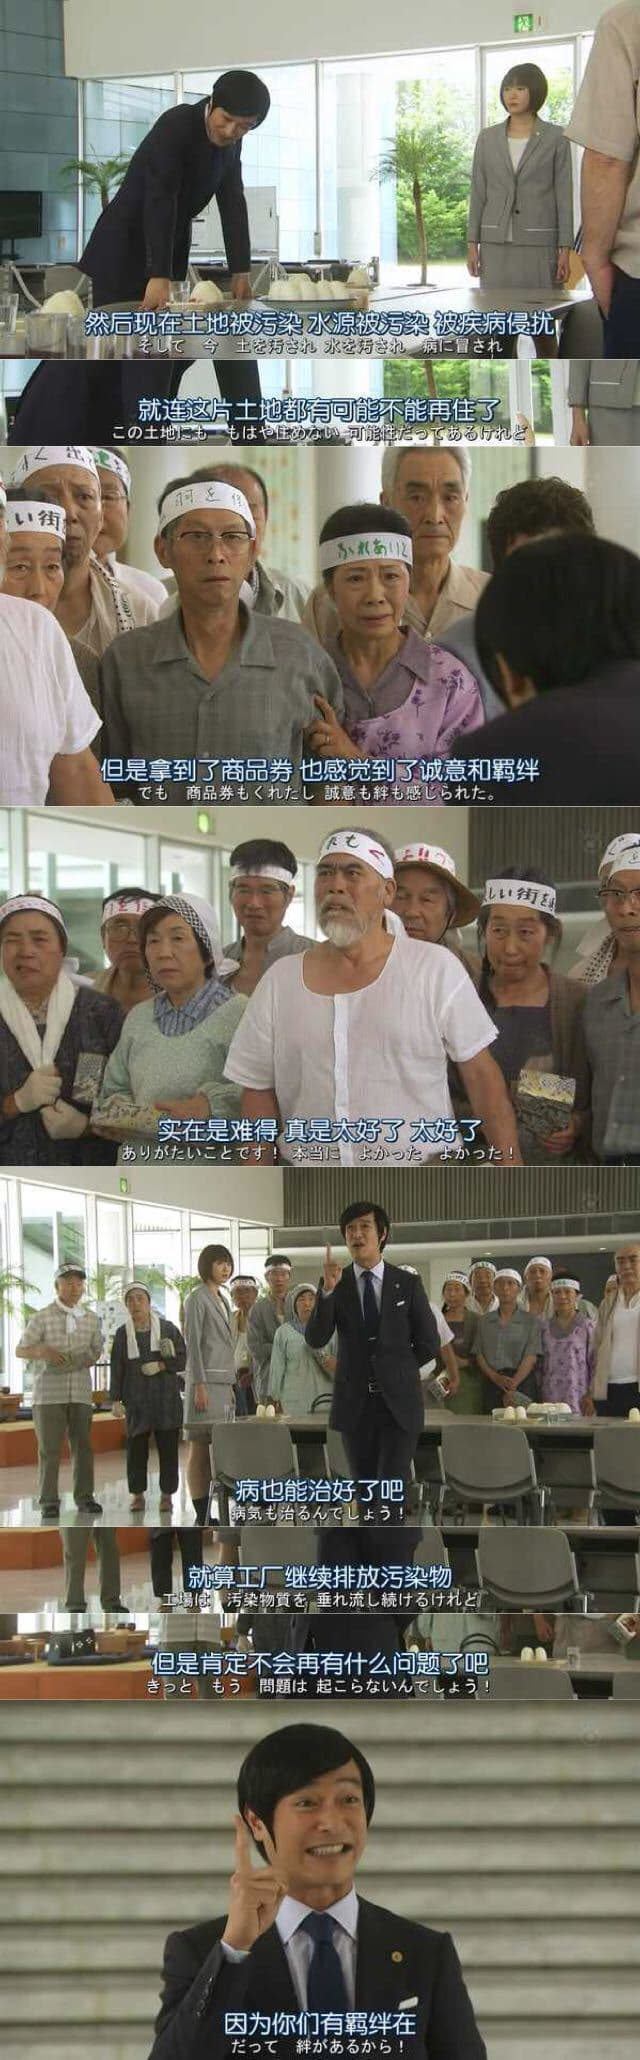 然后现在土地被污染 水源被污染 被疾病侵扰
そして 今 土を汚され 水を汚され 病に冒され
就连这片土地都有可能不能再住了
この土地にも もはや住めない 可能性だってあるけれど
い街
羽を
ふれあいと
但是拿到了商品券 也感觉到了诚意和羁绊
でも 商品券もくれたし 誠意も絆も感じられた。
れもく
しい街を
实在是难得 真是太好了 太好了
ありがたいことです! 本当に よかった よかった!
病也能治好了吧
病気も治るんでしょう!
就算工厂继续排放污染物
工場は 汚染物質を 垂れ流し続けるけれど
但是肯定不会再有什么问题了吧
きっと もう 問題は 起こらないんでしょう!
因为你们有羁绊在
だって 絆があるから!